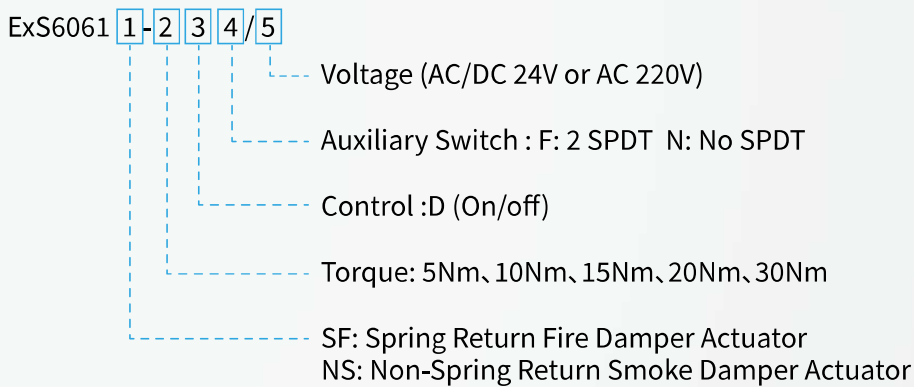 ExS6061 1-2 3 4/5
Voltage (AC/DC 24V or AC 220V)
Auxiliary Switch : F: 2 SPDT N: No SPDT
Control :D (On/off)
Torque: 5Nm、10Nm、15Nm、20Nm、30Nm
SF: Spring Return Fire Damper Actuator
NS: Non-Spring Return Smoke Damper Actuator